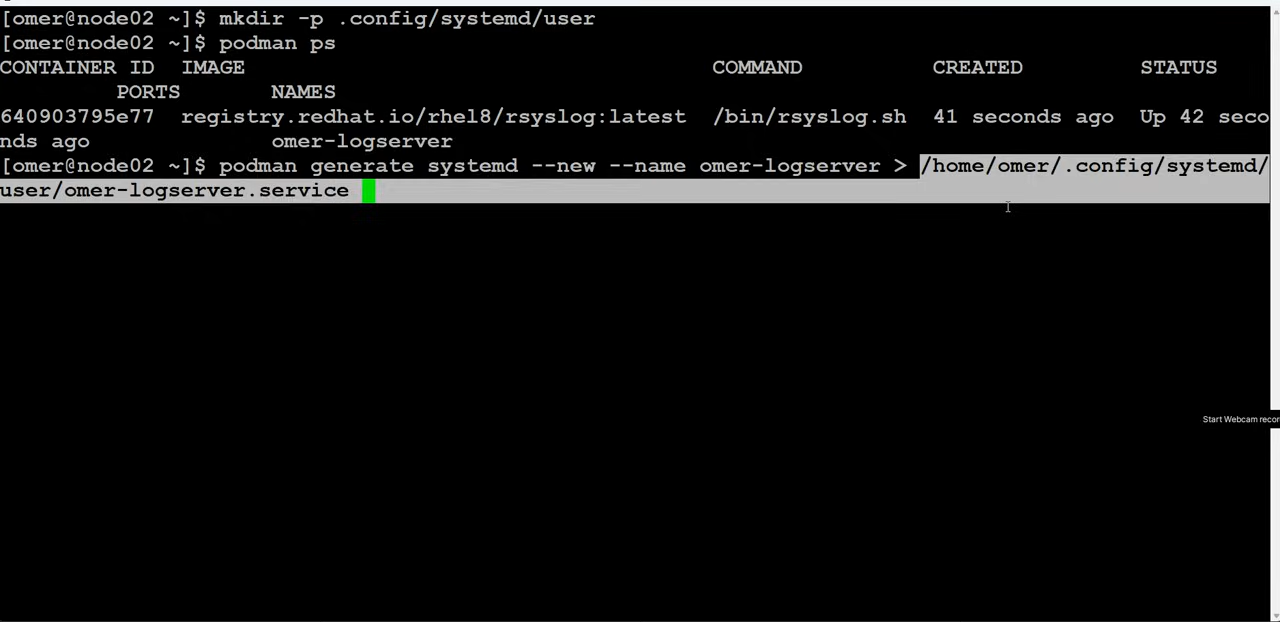 [omer@node02 ~]$ mkdir -p .config/systemd/user
[omer@node02 ~]$ podman ps
CONTAINER ID  IMAGE                                    COMMAND          CREATED         STATUS
         PORTS       NAMES
640903795e77  registry.redhat.io/rhel8/rsyslog:latest  /bin/rsyslog.sh  41 seconds ago  Up 42 seco
nds ago              omer-logserver
[omer@node02 ~]$ podman generate systemd --new --name omer-logserver > /home/omer/.config/systemd/
user/omer-logserver.service
Start Webcam recor